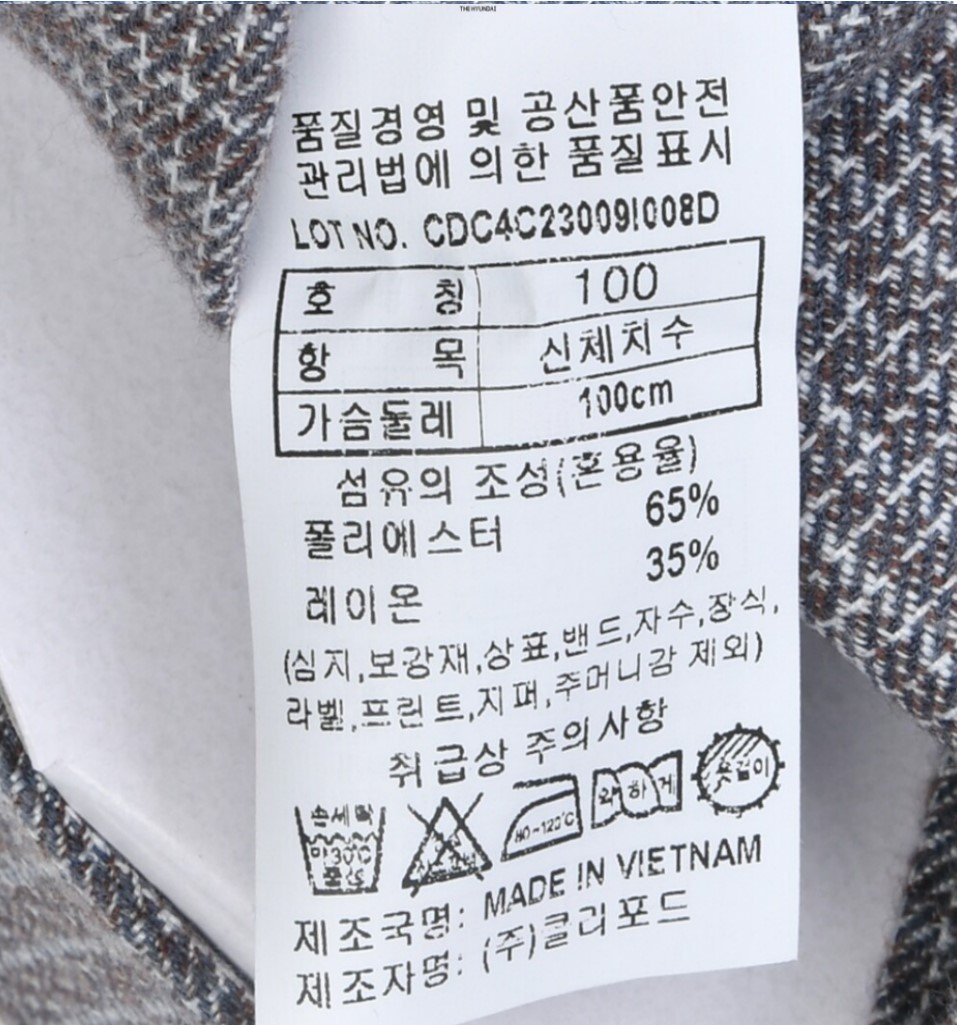 THEHYUNDAI
품질경영 및 공산품안전
관리법에 의한 품질표시
LOT NO. CDC4C23009I008D
호 칭 100
항 목 신체치수
가슴둘레 100cm
섬유의 조성(혼용율)
폴리에스터 65%
레이온 35%
(심지,보강재,상표,밴드,자수,장식,
라벨,프린트,지퍼,주머니감 제외)
취급상 주의사항
손세탁
약30℃
중성
80~120℃
약하게
옷걸이
제조국명: MADE IN VIETNAM
제조자명: (주)클리포드